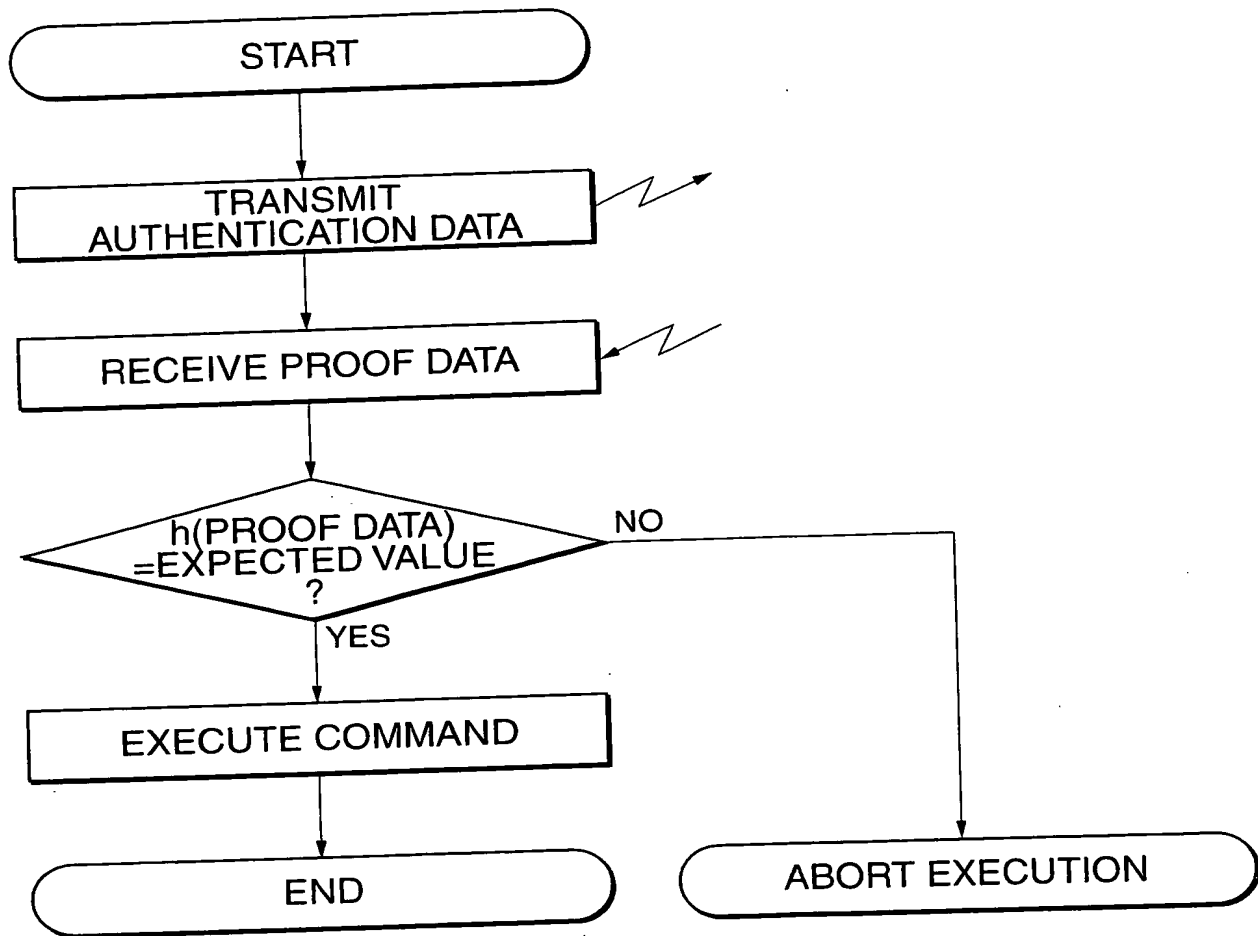 START
TRANSMIT
AUTHENTICATION DATA
RECEIVE PROOF DATA
h(PROOF DATA)
=EXPECTED VALUE
?
NO
YES
EXECUTE COMMAND
END
ABORT EXECUTION